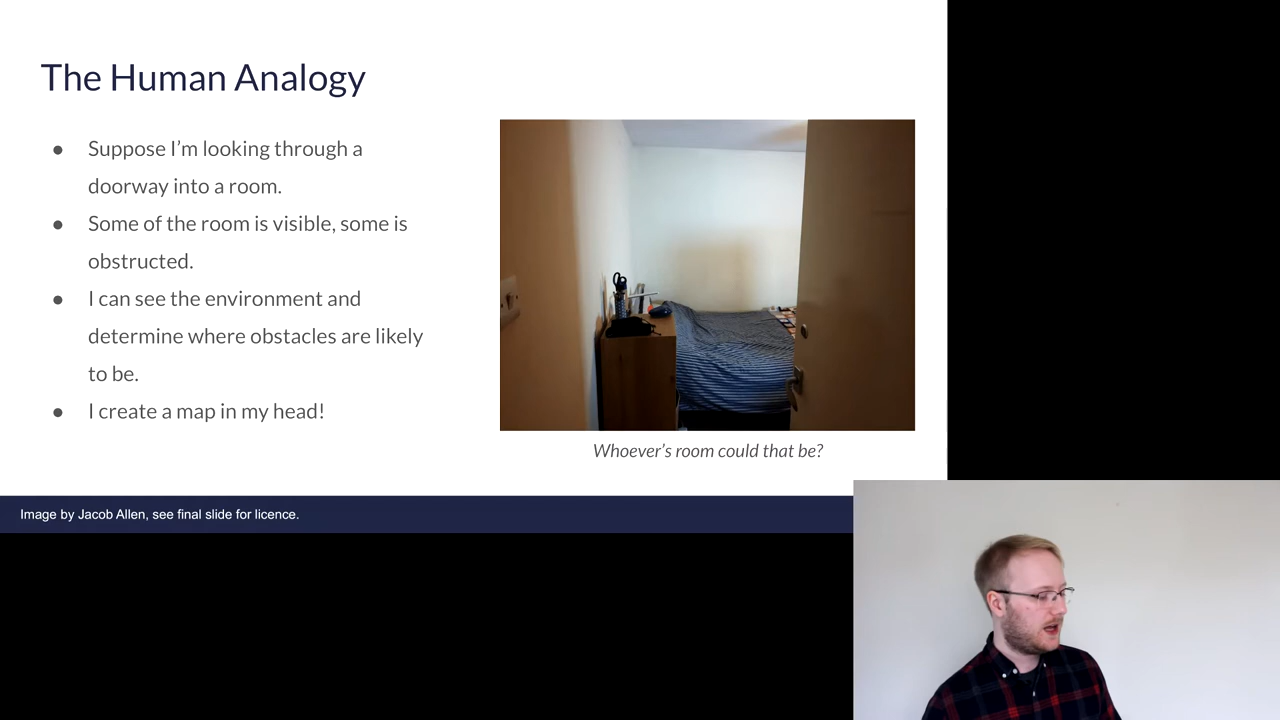 The Human Analogy
● Suppose I’m looking through a
doorway into a room.
● Some of the room is visible, some is
obstructed.
● I can see the environment and
determine where obstacles are likely
to be.
● I create a map in my head!
Whoever’s room could that be?
Image by Jacob Allen, see final slide for licence.